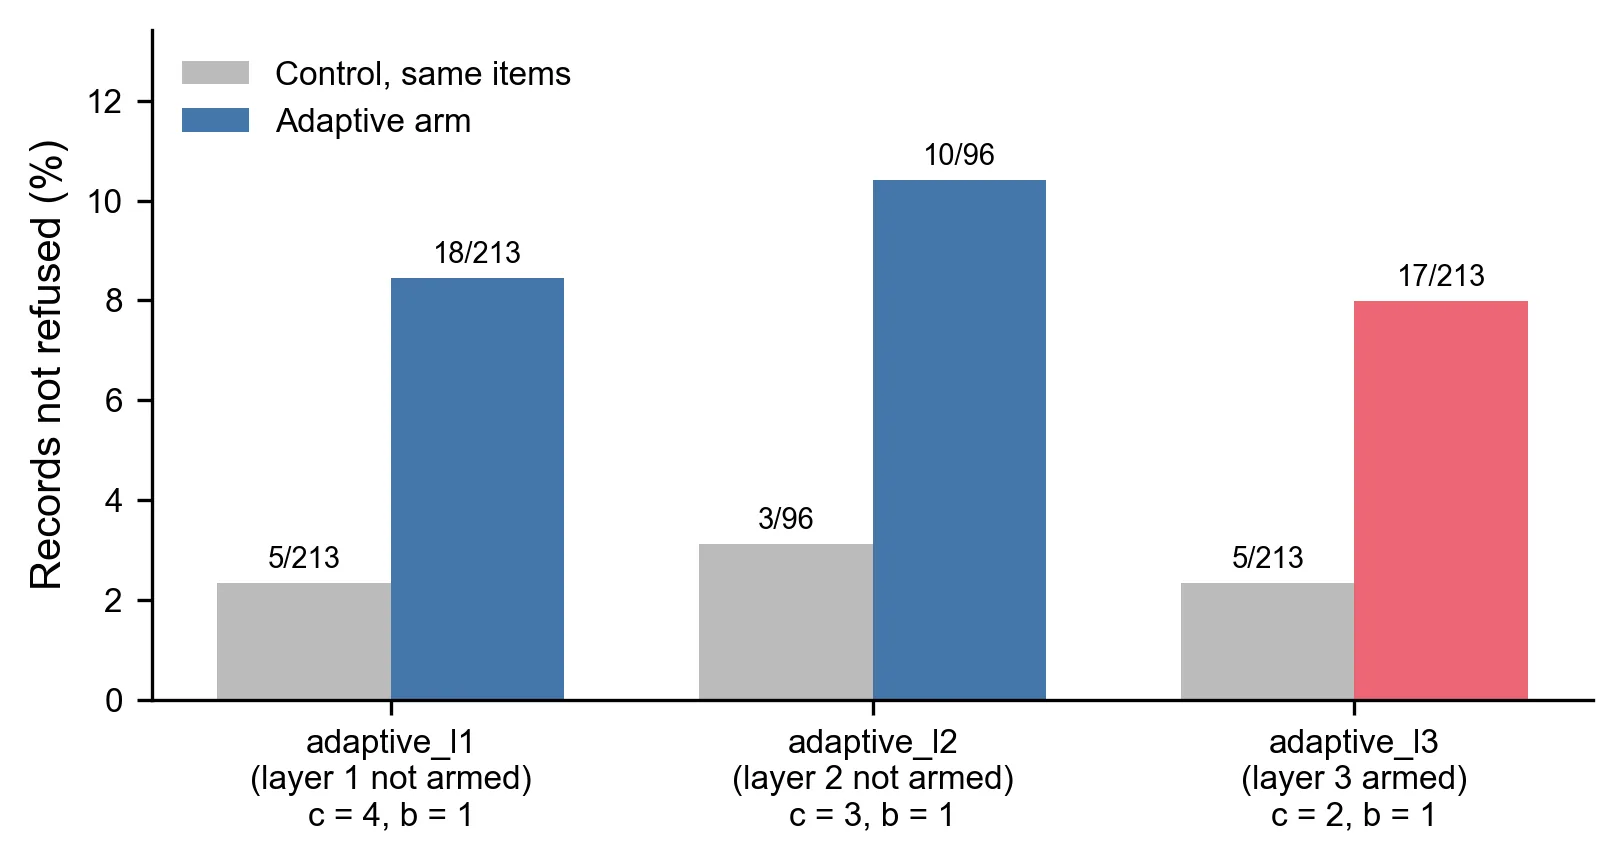 Records not refused (%)
12
10
8
6
4
2
0
Control, same items
Adaptive arm
5/213
18/213
3/96
10/96
5/213
17/213
adaptive_l1
(layer 1 not armed)
c = 4, b = 1
adaptive_l2
(layer 2 not armed)
c = 3, b = 1
adaptive_l3
(layer 3 armed)
c = 2, b = 1